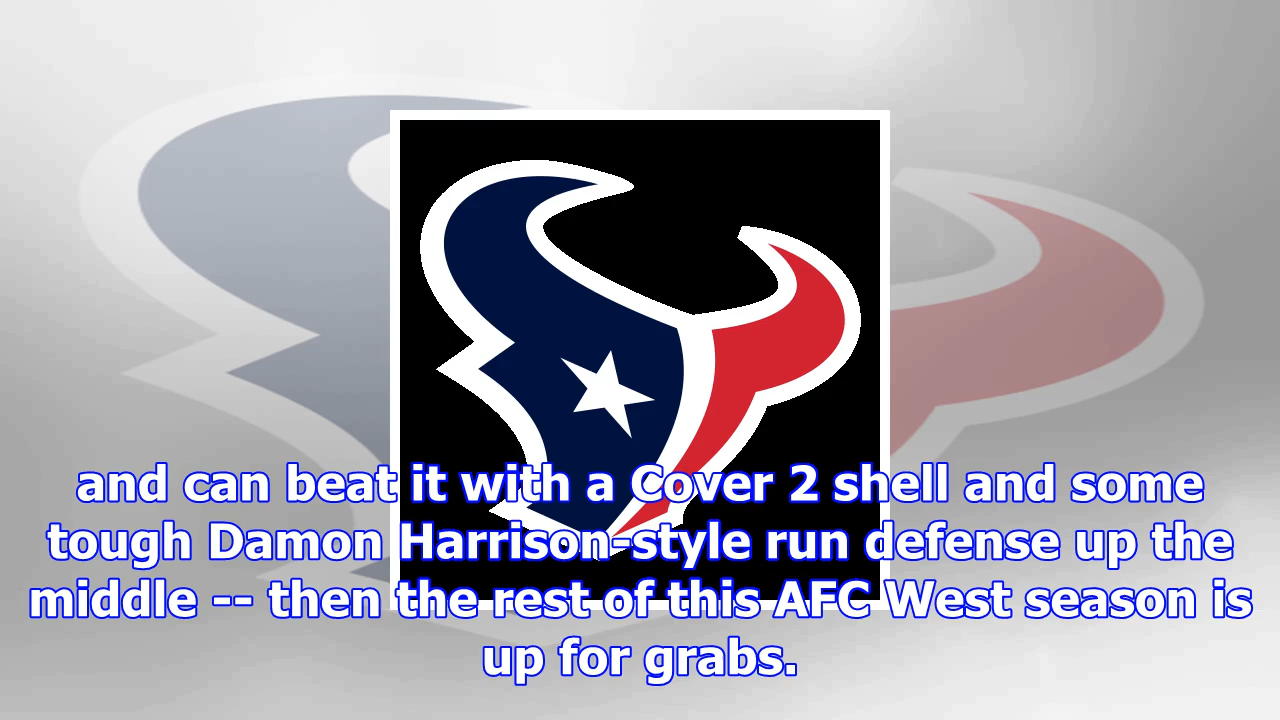 and can beat it with a Cover 2 shell and some
tough Damon Harrison-style run defense up the
middle -- then the rest of this AFC West season is
up for grabs.